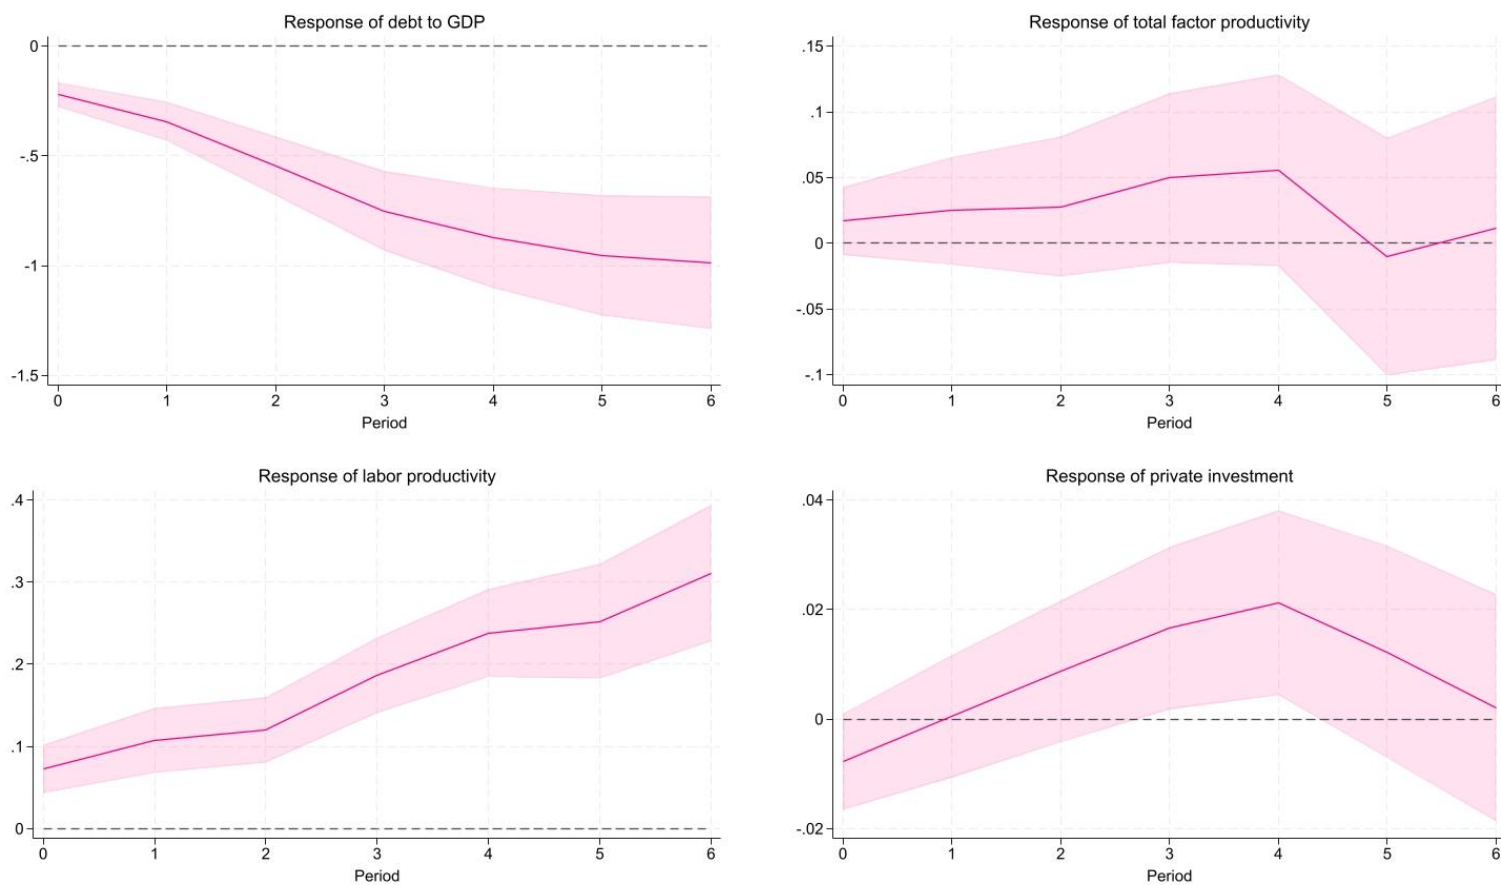 Response of debt to GDP
0
-.5
-1
-1.5
0 1 2 3 4 5 6
Period
Response of total factor productivity
.15
.1
.05
0
-.05
-.1
0 1 2 3 4 5 6
Period
Response of labor productivity
.4
.3
.2
.1
0
0 1 2 3 4 5 6
Period
Response of private investment
.04
.02
0
-.02
0 1 2 3 4 5 6
Period